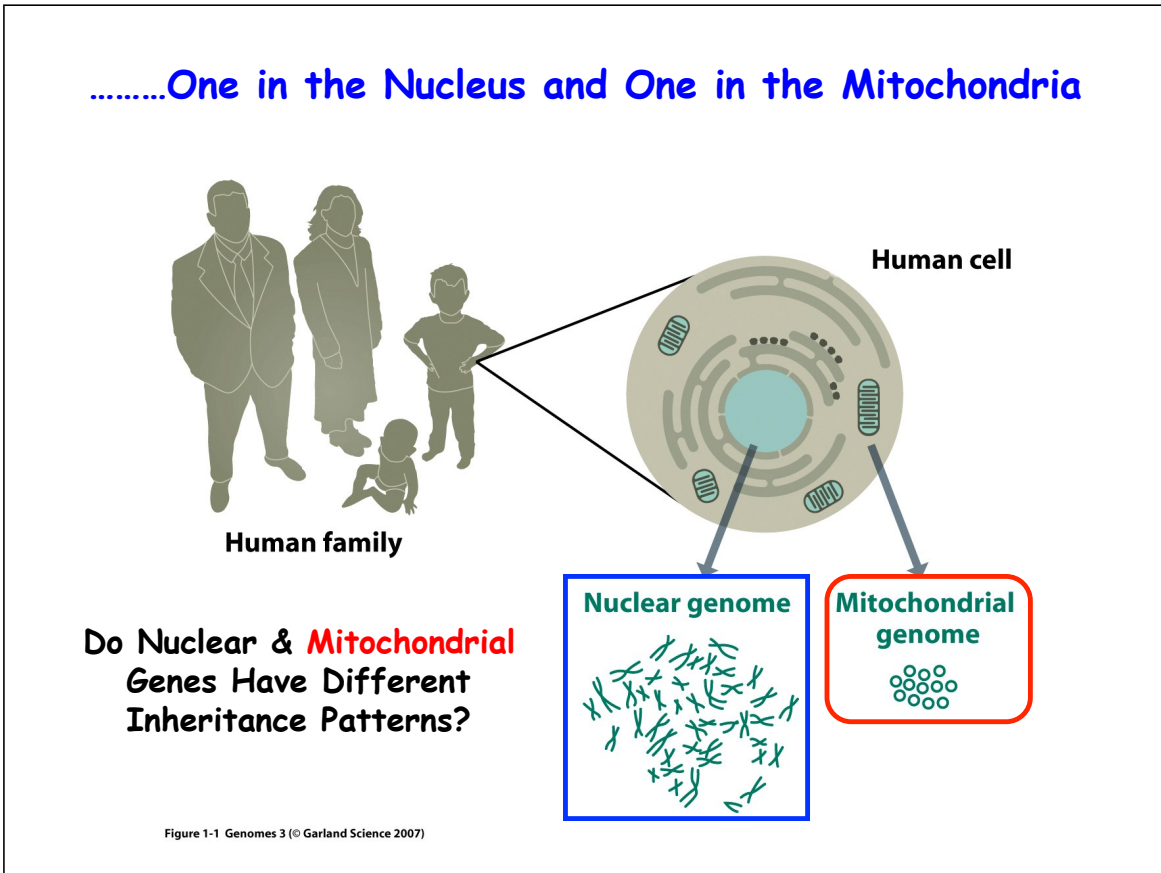 ………One in the Nucleus and One in the Mitochondria
Human cell
Human family
Nuclear genome
Mitochondrial
genome
Do Nuclear & Mitochondrial
Genes Have Different
Inheritance Patterns?
Figure 1-1 Genomes 3 (© Garland Science 2007)